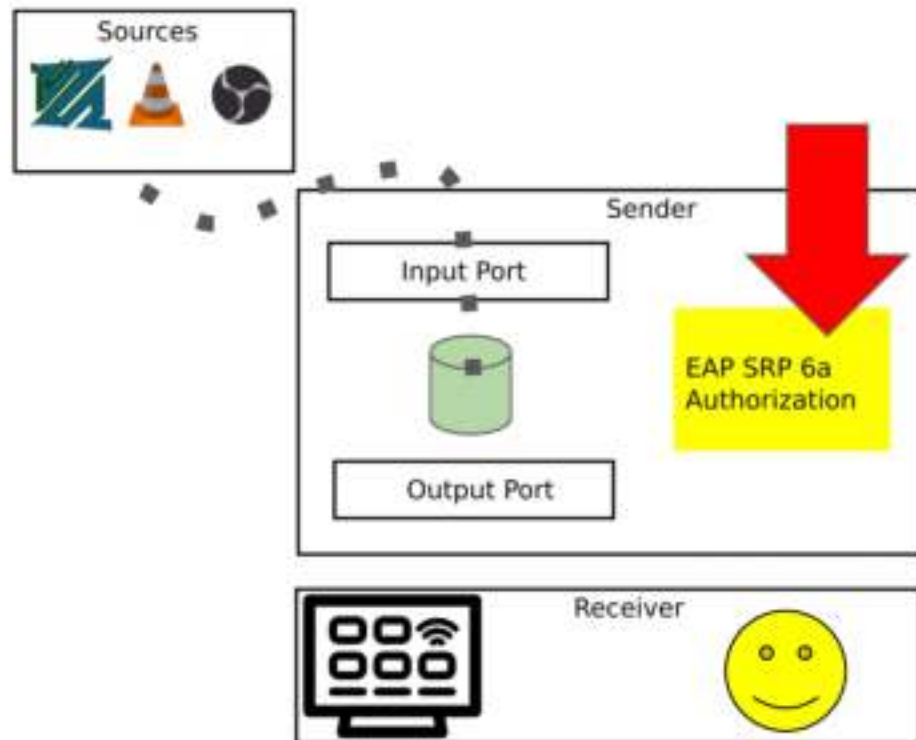 Sources
Sender
Input Port
EAP SRP 6a
Authorization
Output Port
Receiver